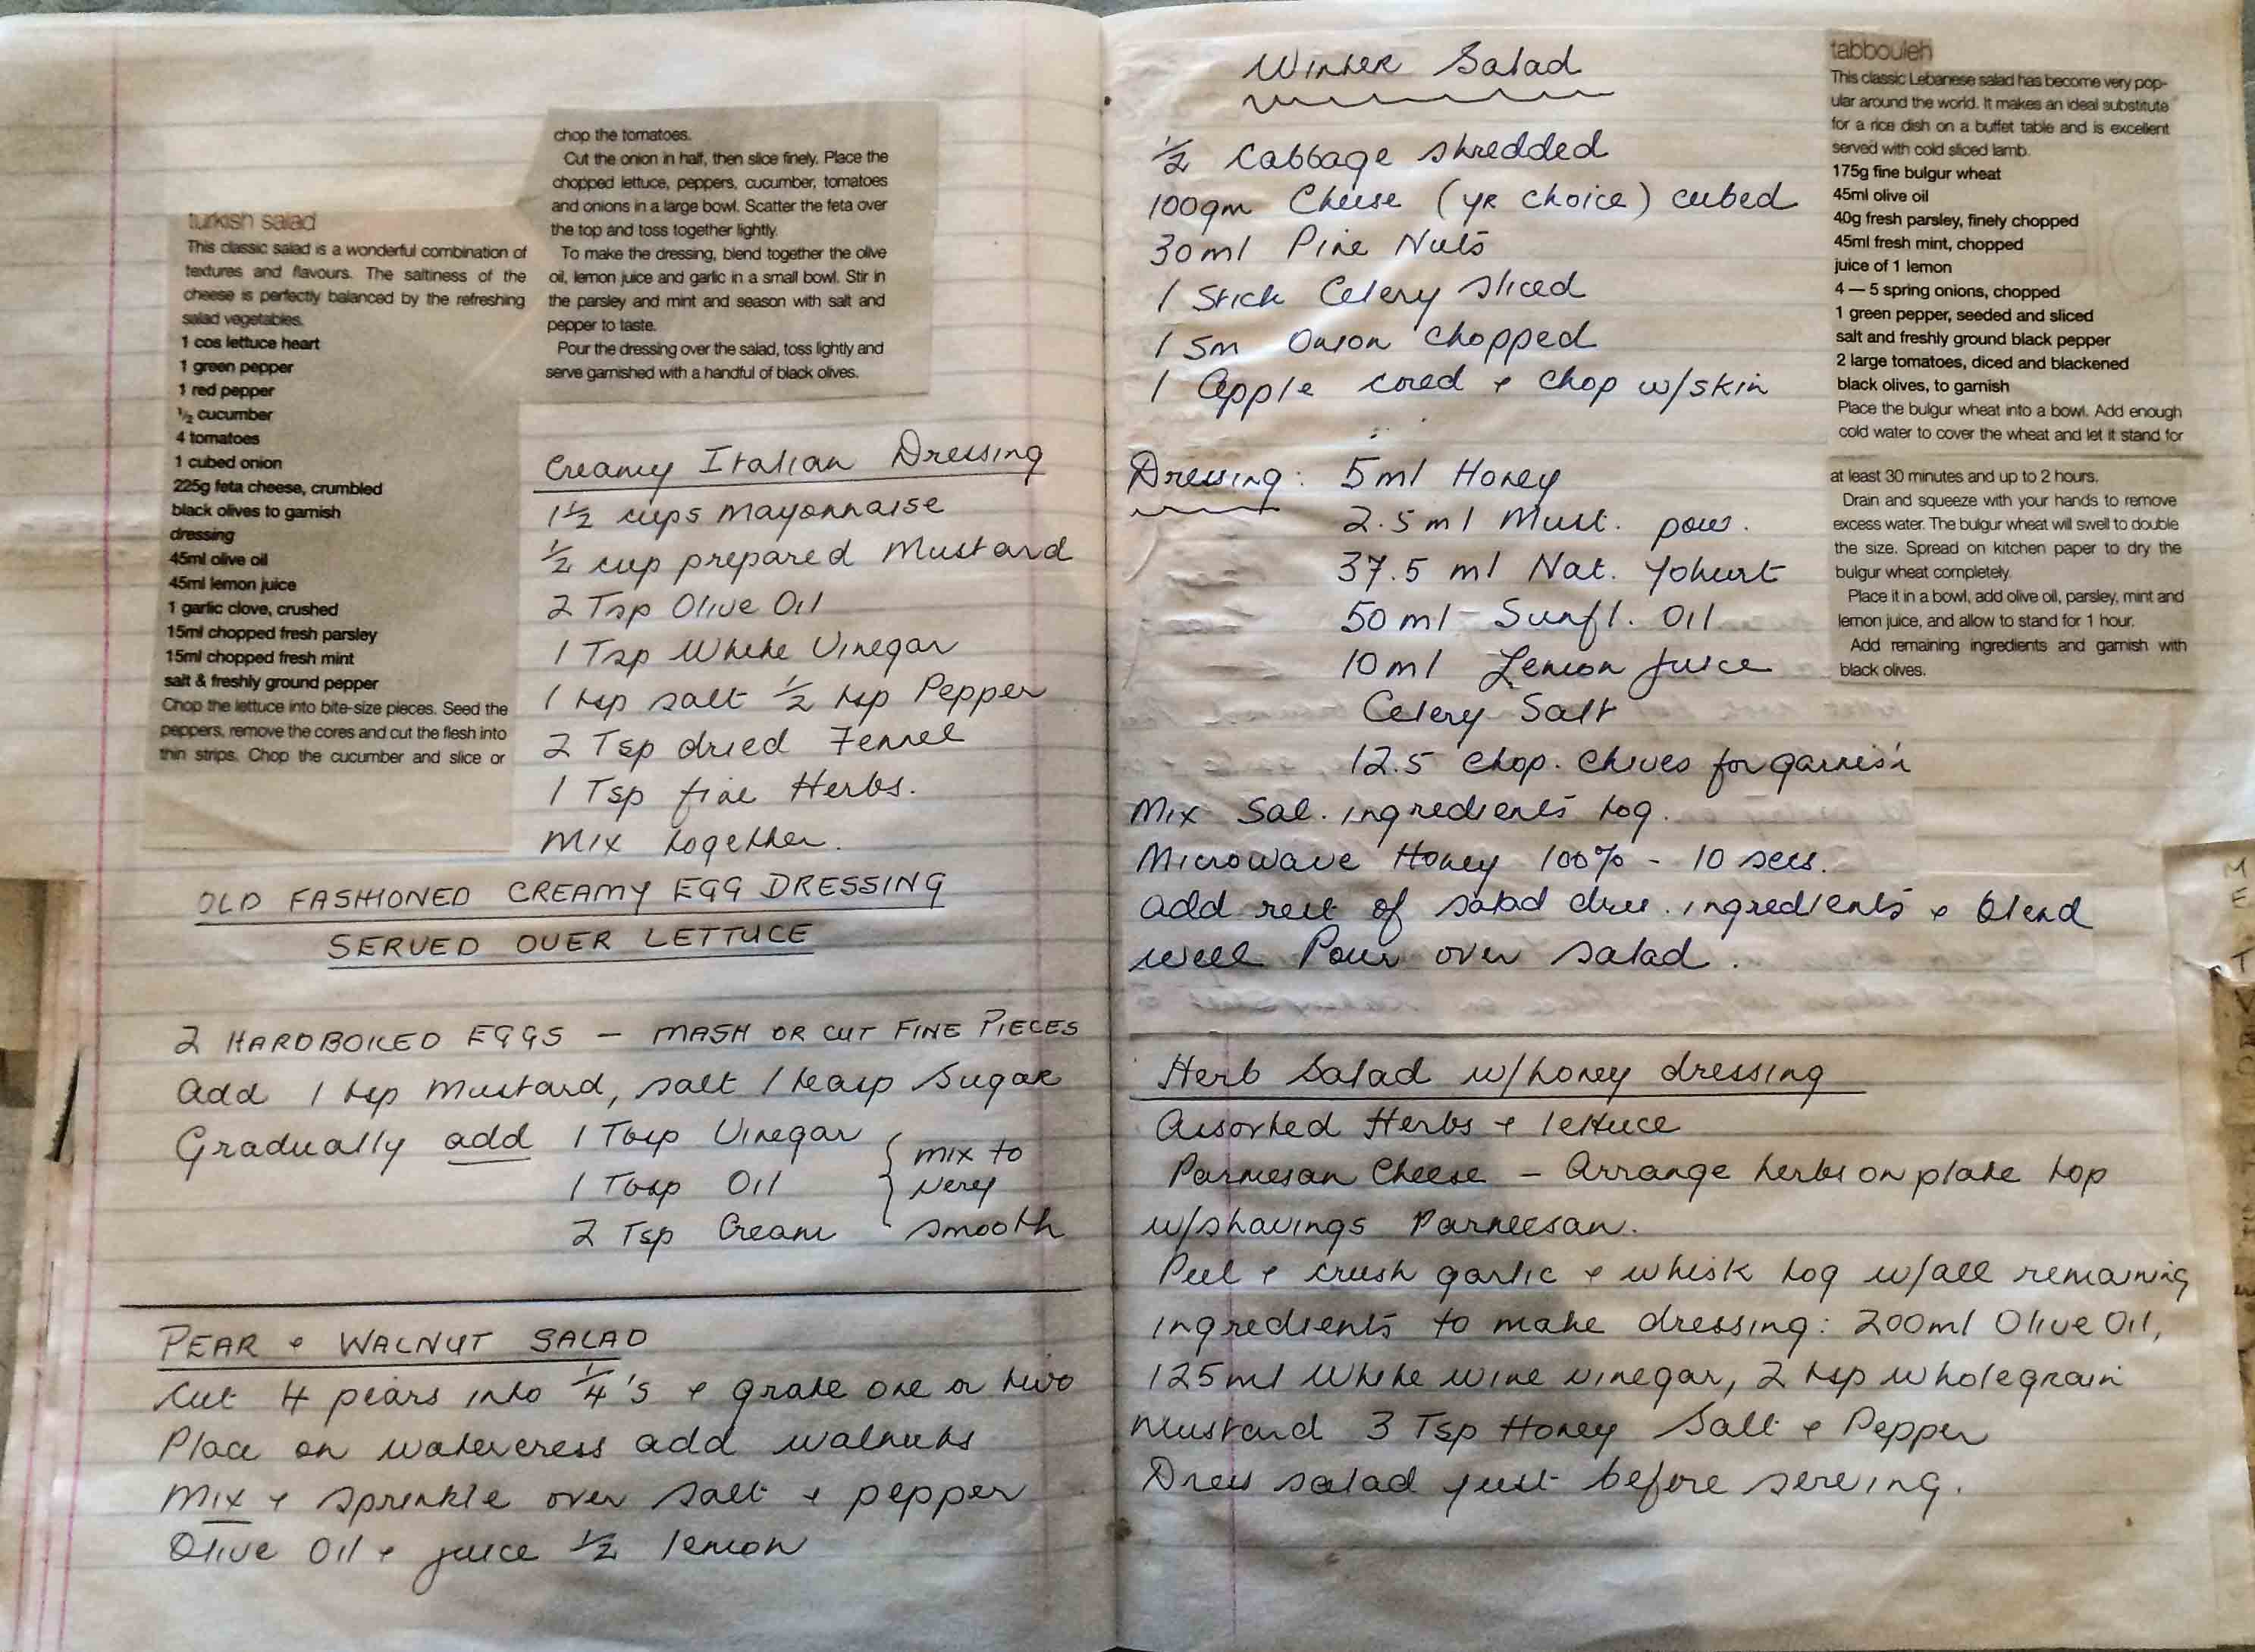 turkish salad
This classic salad is a wonderful combination of
textures and flavours. The saltiness of the
cheese is perfectly balanced by the refreshing
salad vegetables.
1 cos lettuce heart
1 green pepper
1 red pepper
½ cucumber
4 tomatoes
1 cubed onion
225g feta cheese, crumbled
black olives to garnish
dressing
45ml olive oil
45ml lemon juice
1 garlic clove, crushed
15ml chopped fresh parsley
15ml chopped fresh mint
salt & freshly ground pepper
Chop the lettuce into bite-size pieces. Seed the
peppers, remove the cores and cut the flesh into
thin strips. Chop the cucumber and slice or
chop the tomatoes.
Cut the onion in half, then slice finely. Place the
chopped lettuce, peppers, cucumber, tomatoes
and onions in a large bowl. Scatter the feta over
the top and toss together lightly.
To make the dressing, blend together the olive
oil, lemon juice and garlic in a small bowl. Stir in
the parsley and mint and season with salt and
pepper to taste.
Pour the dressing over the salad, toss lightly and
serve garnished with a handful of black olives.
Creamy Italian Dressing
1½ cups mayonnaise
½ cup prepared Mustard
2 Tsp Olive Oil
1 Tsp White Vinegar
1 tsp salt ½ tsp Pepper
2 Tsp dried Fennel
1 Tsp fine Herbs.
Mix together.
OLD FASHIONED CREAMY EGG DRESSING
SERVED OVER LETTUCE
2 HARDBOILED EGGS – MASH OR CUT FINE PIECES
Add 1 tsp Mustard, salt 1 teasp Sugar
Gradually add 1 Tbsp Vinegar
1 Tbsp Oil
2 Tsp Cream
mix to
very
smooth
PEAR + WALNUT SALAD
Cut 4 pears into ¼'s + grate one or two
Place on watercress add walnuts
Mix + sprinkle over salt + pepper
Olive Oil + juice ½ lemon
Winter Salad
½ Cabbage shredded
100gm Cheese (yr choice) cubed
30ml Pine Nuts
1 Stick Celery sliced
1 Sm Onion Chopped
1 Apple cored + chop w/skin
Dressing: 5ml Honey
2.5ml Must. pow.
37.5 ml Nat. Yohurt
50ml Sunfl. Oil
10ml Lemon juice
Celery Salt
12.5 chop. chives for garnish
Mix Sal. ingredients tog.
Microwave Honey 100% - 10 secs.
Add rest of salad dres. ingredients + blend
well Pour over salad.
tabbouleh
This classic Lebanese salad has become very pop-
ular around the world. It makes an ideal substitute
for a rice dish on a buffet table and is excellent
served with cold sliced lamb.
175g fine bulgur wheat
45ml olive oil
40g fresh parsley, finely chopped
45ml fresh mint, chopped
juice of 1 lemon
4 — 5 spring onions, chopped
1 green pepper, seeded and sliced
salt and freshly ground black pepper
2 large tomatoes, diced and blackened
black olives, to garnish
Place the bulgur wheat into a bowl. Add enough
cold water to cover the wheat and let it stand for
at least 30 minutes and up to 2 hours.
Drain and squeeze with your hands to remove
excess water. The bulgur wheat will swell to double
the size. Spread on kitchen paper to dry the
bulgur wheat completely.
Place it in a bowl, add olive oil, parsley, mint and
lemon juice, and allow to stand for 1 hour.
Add remaining ingredients and garnish with
black olives.
Herb Salad w/honey dressing
Assorted Herbs + lettuce
Parmesan Cheese – Arrange herbs on plate top
w/shavings Parmeesan.
Peel + crush garlic + whisk tog w/all remaining
ingredients to make dressing: 200ml Olive Oil,
125ml White wine vinegar, 2 tsp wholegrain
Mustard 3 Tsp Honey Salt + Pepper
Dress salad just before serving.